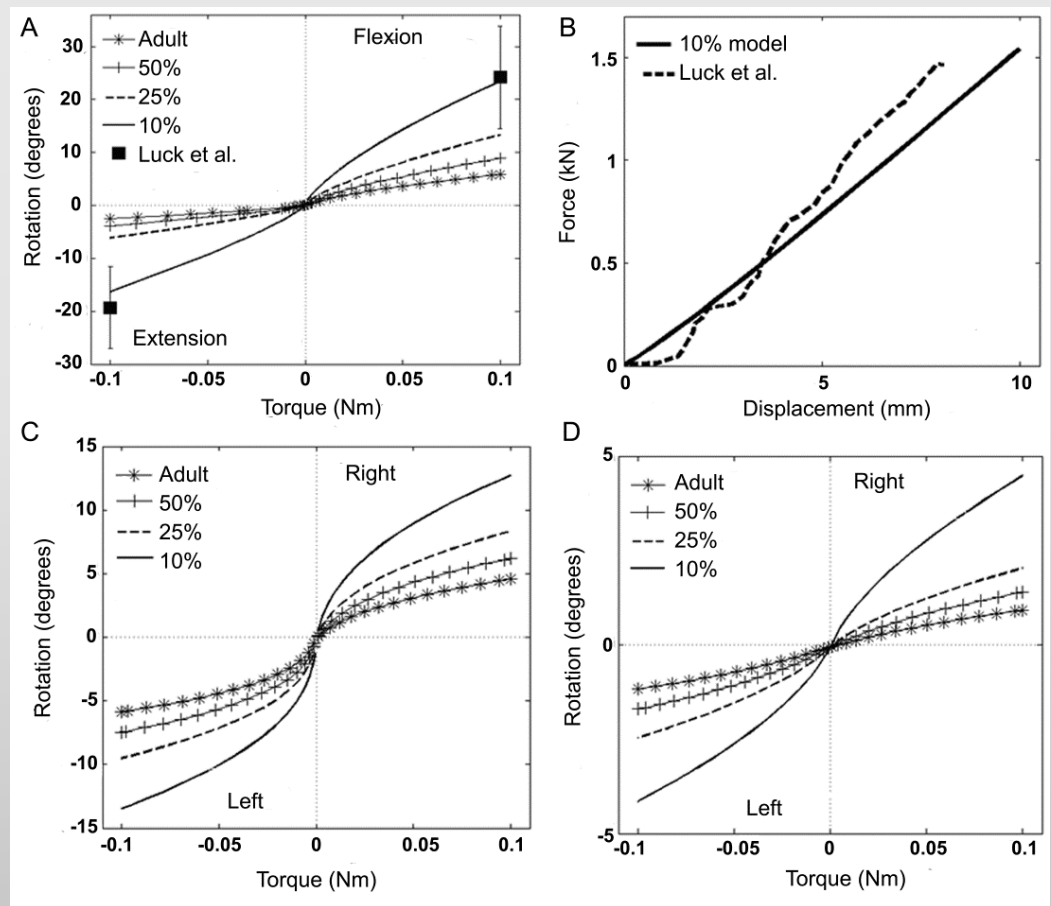 A
Flexion
Adult
50%
25%
10%
Luck et al.
Extension
30
20
10
0
-10
-20
-30
-0.1
-0.05
0
0.05
0.1
Rotation (degrees)
Torque (Nm)
B
10% model
Luck et al.
1.5
1
0.5
0
0
5
10
Force (kN)
Displacement (mm)
C
Right
Adult
50%
25%
10%
Left
15
10
5
0
-5
-10
-15
-0.1
-0.05
0
0.05
0.1
Rotation (degrees)
Torque (Nm)
D
Right
Adult
50%
25%
10%
Left
5
0
-5
-0.1
-0.05
0
0.05
0.1
Rotation (degrees)
Torque (Nm)